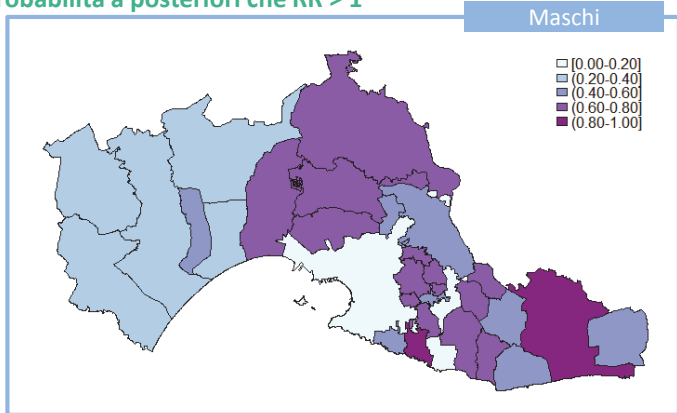 robabilità a posteriori che RR > 1
Maschi
[0.00-0.20]
(0.20-0.40]
(0.40-0.60]
(0.60-0.80]
(0.80-1.00]